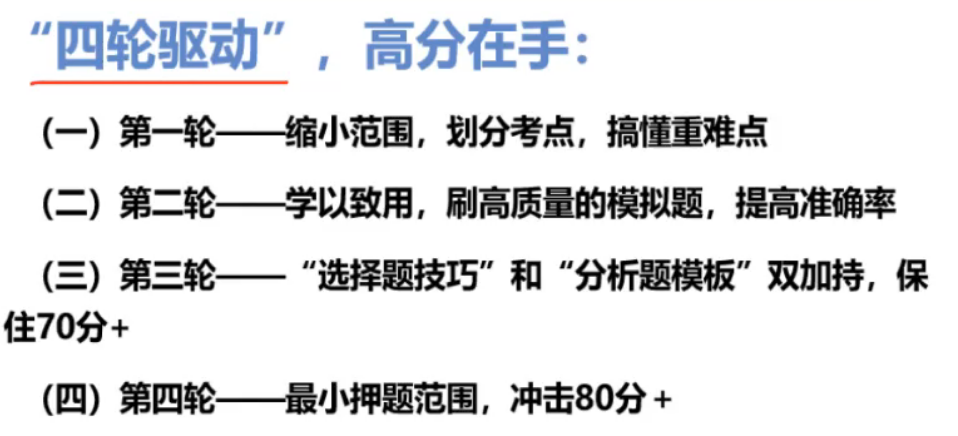 “四轮驱动”，高分在手：
（一）第一轮——缩小范围，划分考点，搞懂重难点
（二）第二轮——学以致用，刷高质量的模拟题，提高准确率
（三）第三轮——“选择题技巧”和“分析题模板”双加持，保
住70分+
（四）第四轮——最小押题范围，冲击80分+